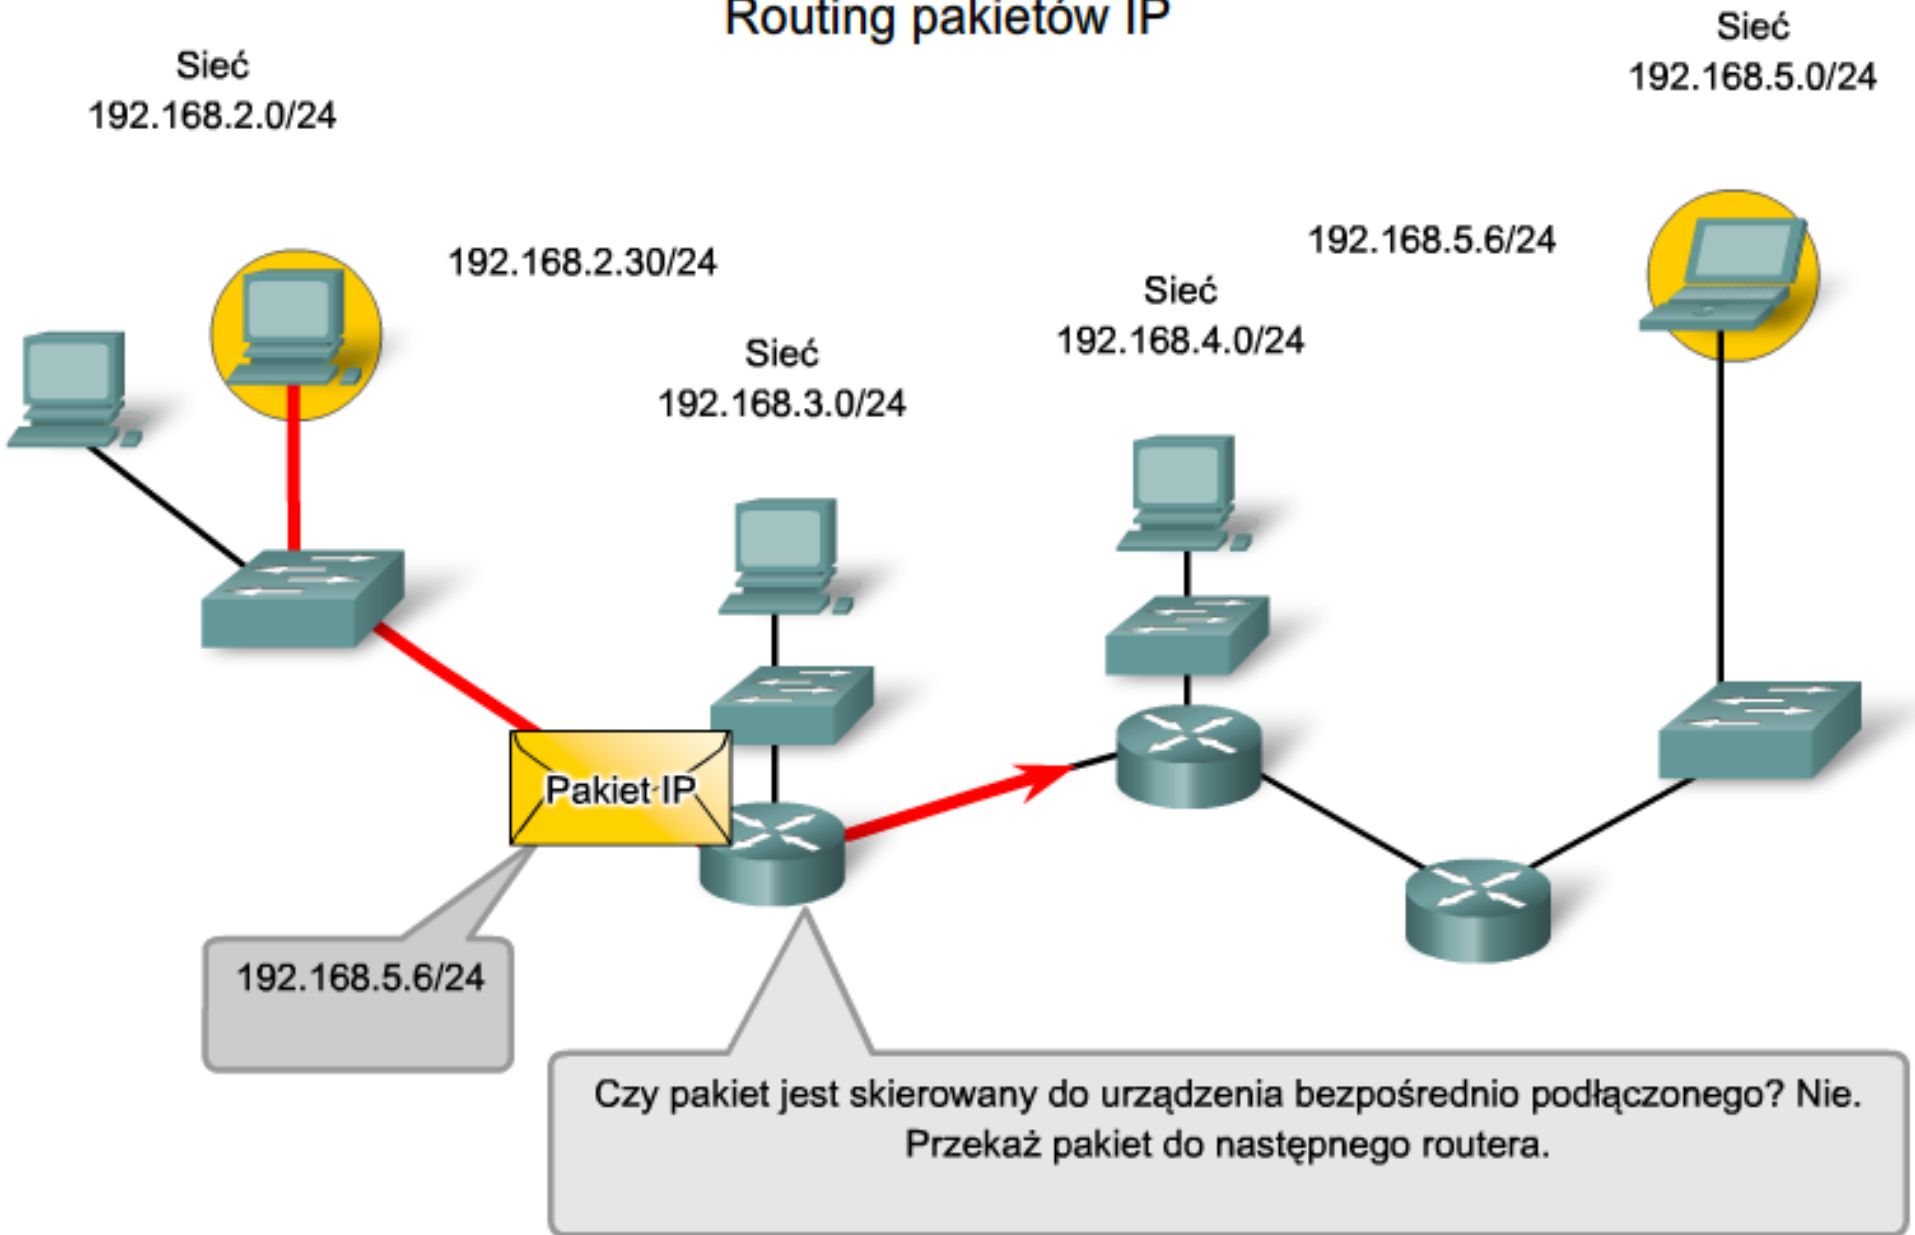 Routing pakietów IP
Sieć
192.168.2.0/24
Sieć
192.168.5.0/24
192.168.2.30/24
192.168.5.6/24
Sieć
192.168.4.0/24
Sieć
192.168.3.0/24
Pakiet IP
192.168.5.6/24
Czy pakiet jest skierowany do urządzenia bezpośrednio podłączonego? Nie.
Przekaż pakiet do następnego routera.